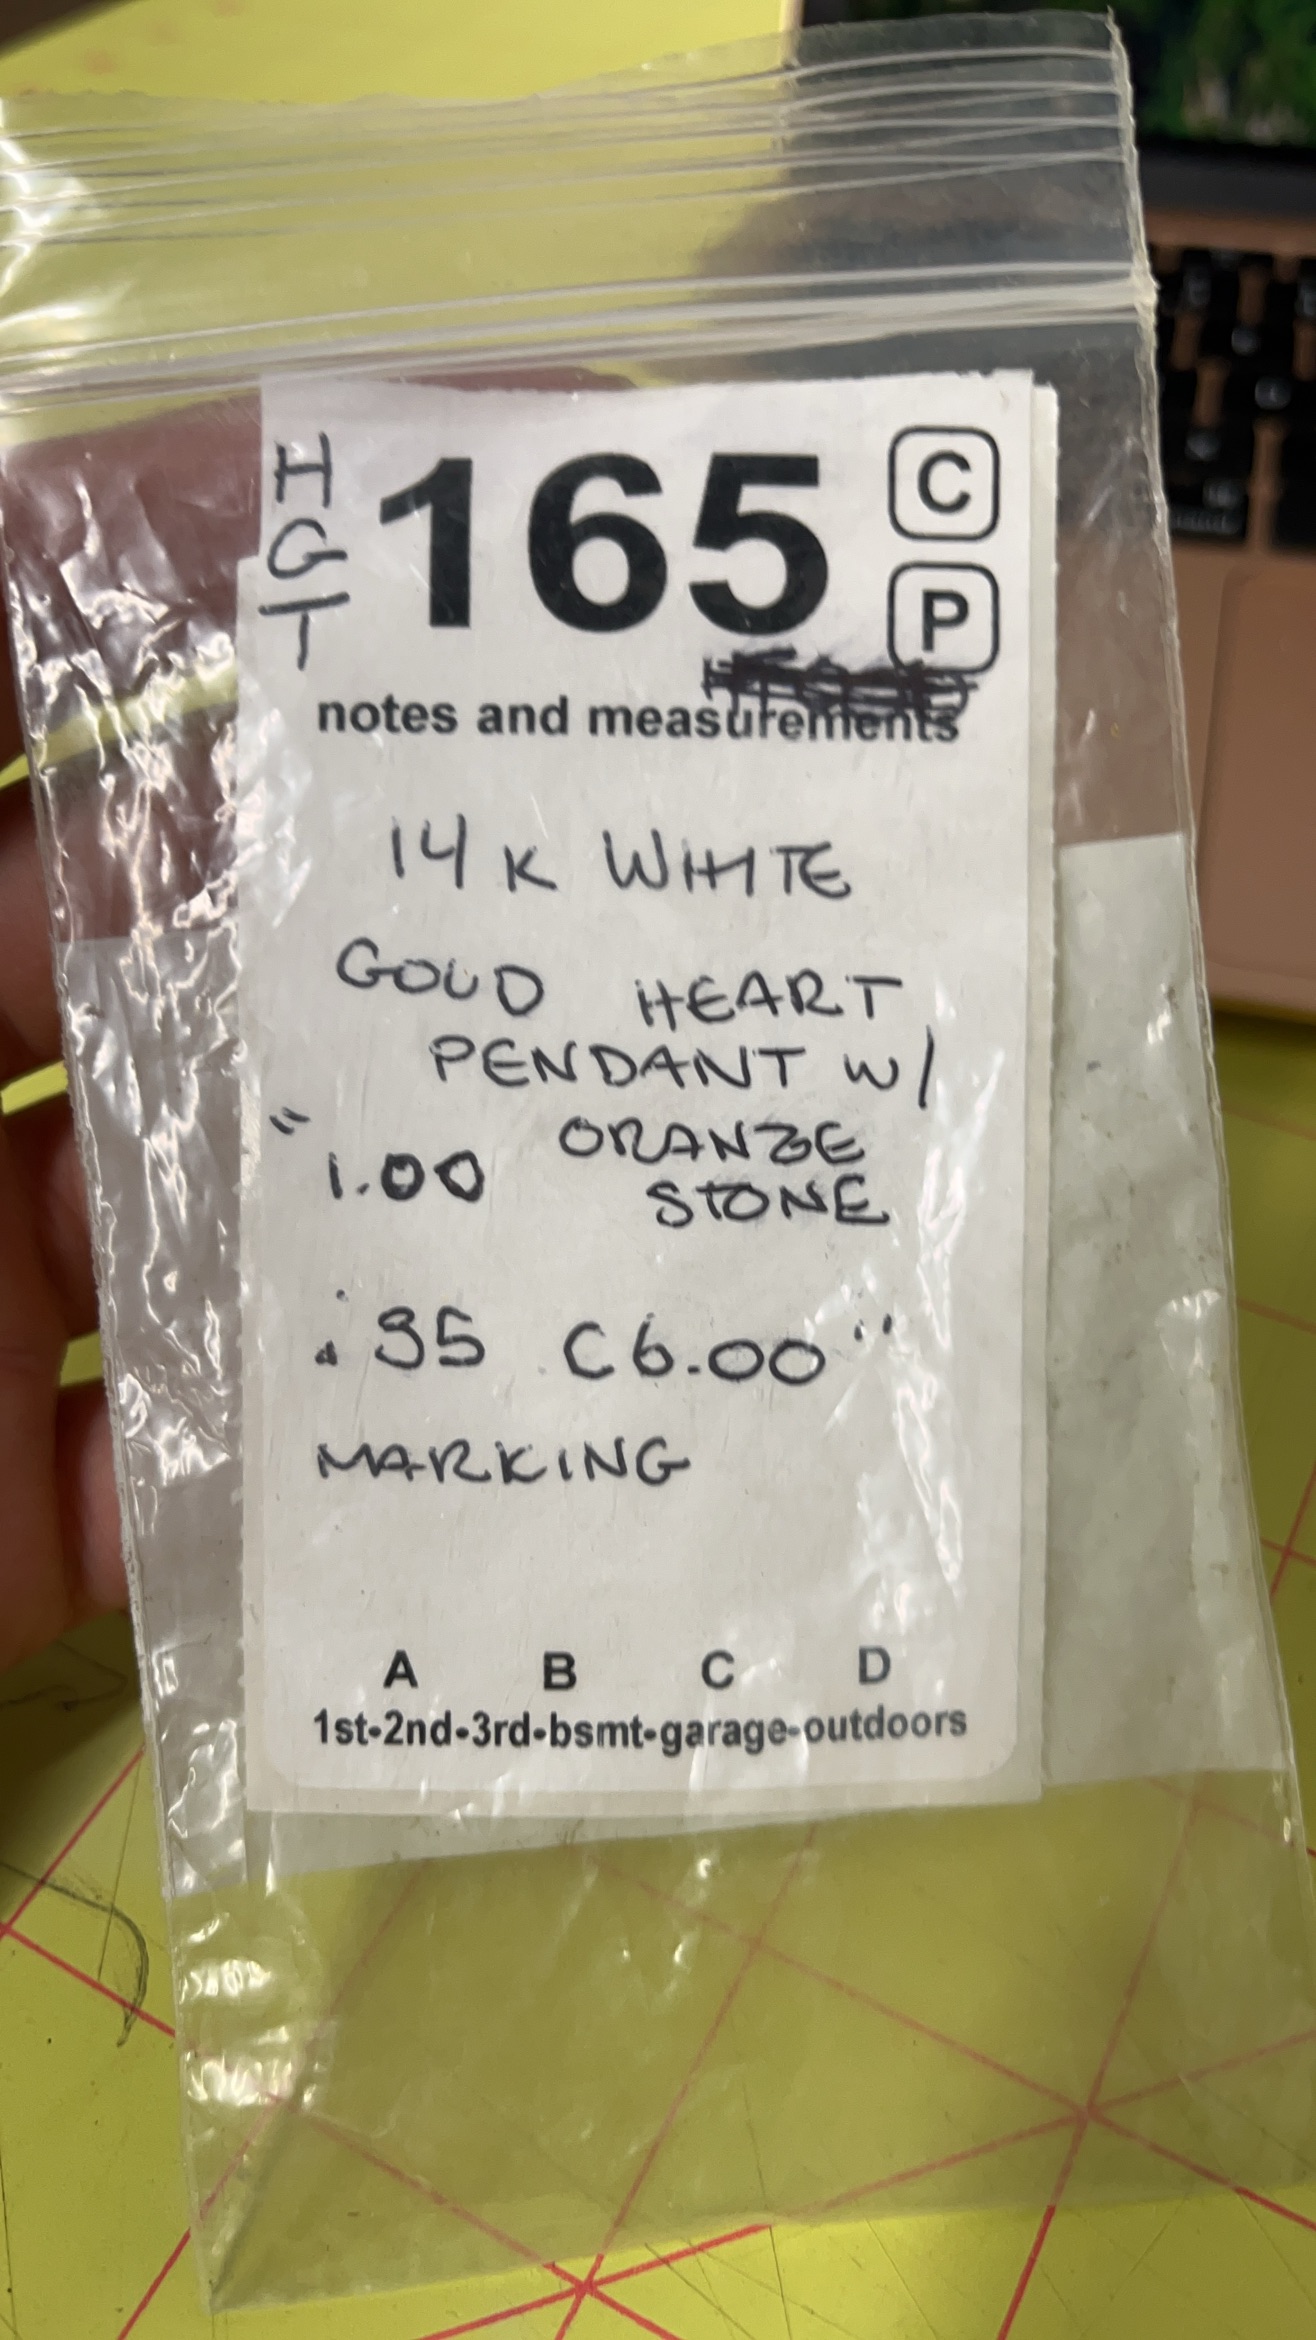 HGT 165 C
P
notes and measurements
14K WHITE
GOLD HEART
PENDANT W/
ORANGE
" 1.00 STONE
.35 C6.00"
MARKING
A B C D
1st-2nd-3rd-bsmt-garage-outdoors